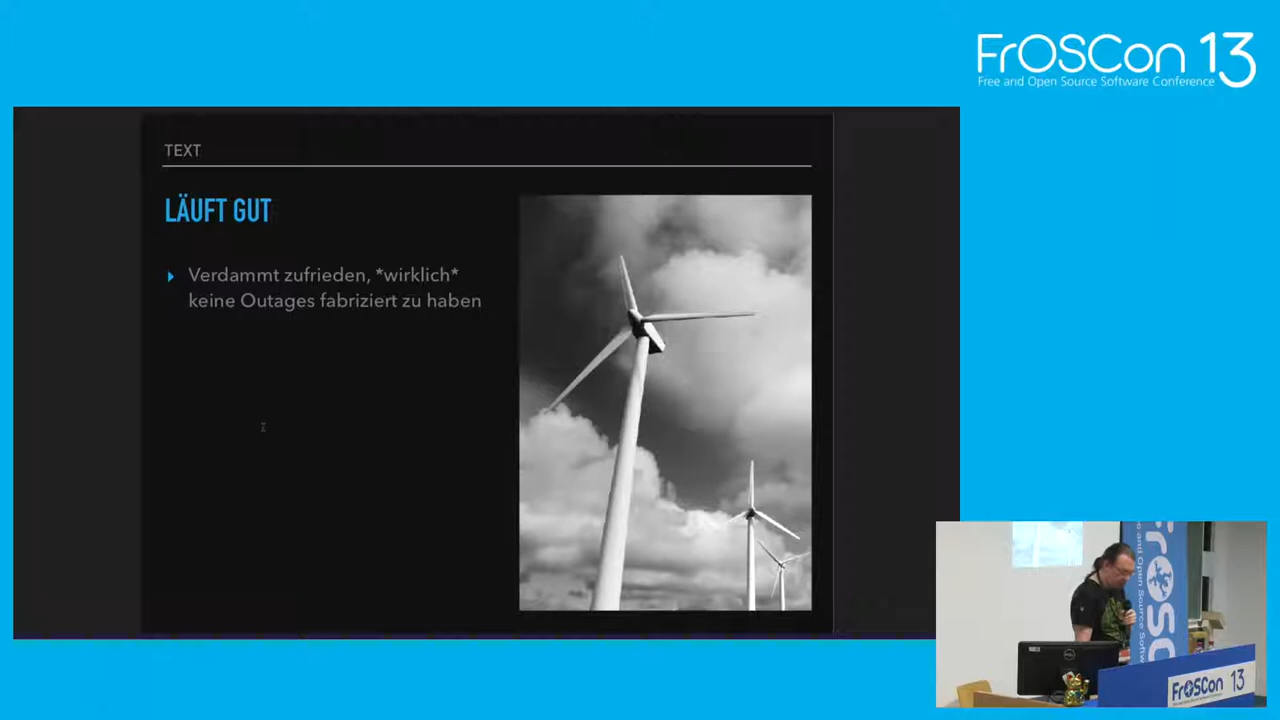 FrOSCon 13
Free and Open Source Software Conference
TEXT
LÄUFT GUT
Verdammt zufrieden, *wirklich*
keine Outages fabriziert zu haben
FrOSCon 13